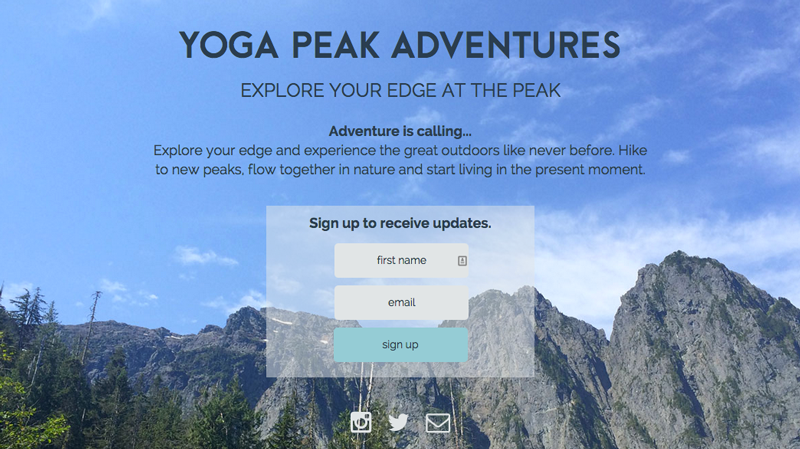 YOGA PEAK ADVENTURES
EXPLORE YOUR EDGE AT THE PEAK
Adventure is calling...
Explore your edge and experience the great outdoors like never before. Hike
to new peaks, flow together in nature and start living in the present moment.
Sign up to receive updates.
first name
email
sign up